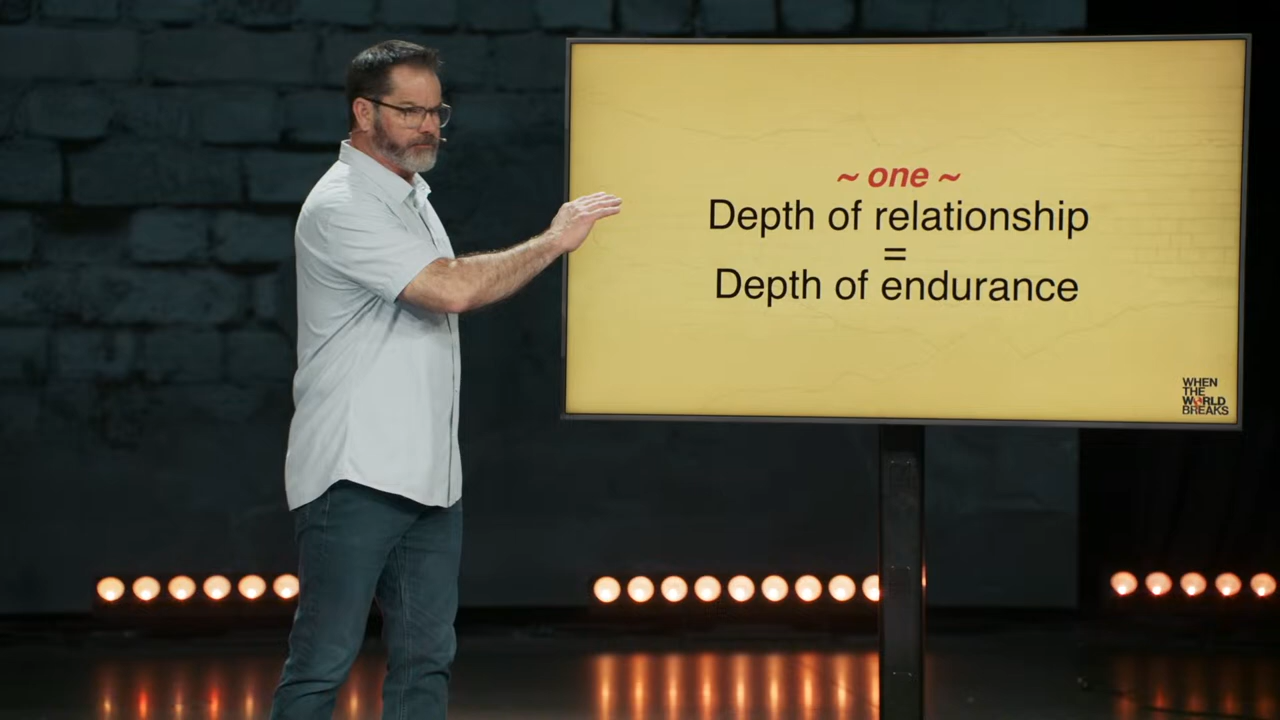 ~ one ~
Depth of relationship
=
Depth of endurance
WHEN
THE
WORLD
BREAKS